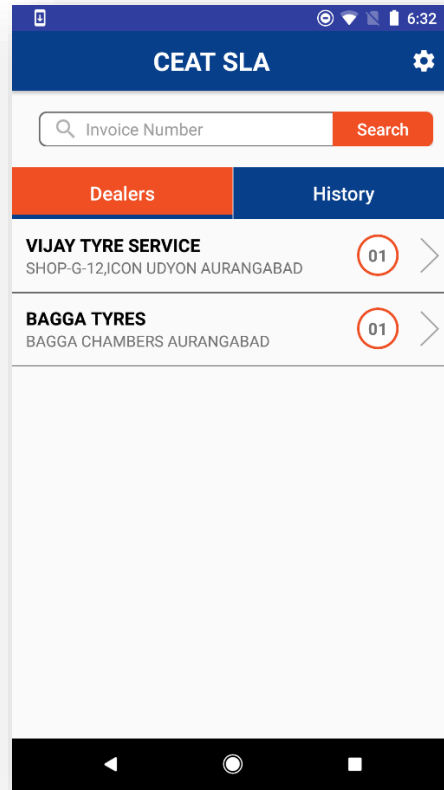 6:32
CEAT SLA
Invoice Number
Search
Dealers
History
VIJAY TYRE SERVICE
SHOP-G-12,ICON UDYON AURANGABAD
01
BAGGA TYRES
BAGGA CHAMBERS AURANGABAD
01